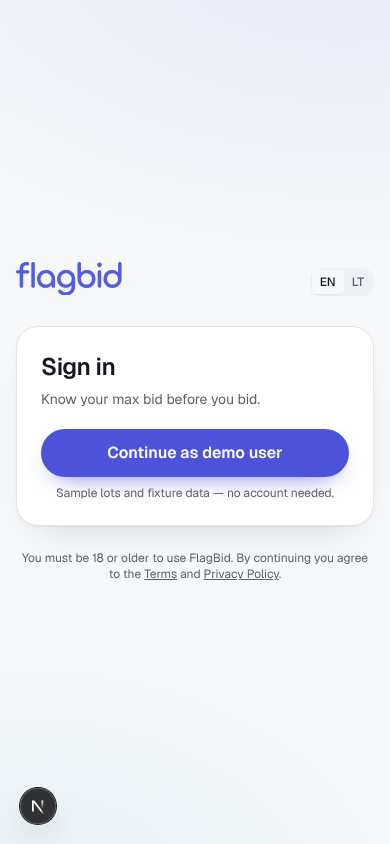 flagbid
EN LT
Sign in
Know your max bid before you bid.
Continue as demo user
Sample lots and fixture data — no account needed.
You must be 18 or older to use FlagBid. By continuing you agree
to the Terms and Privacy Policy.
N